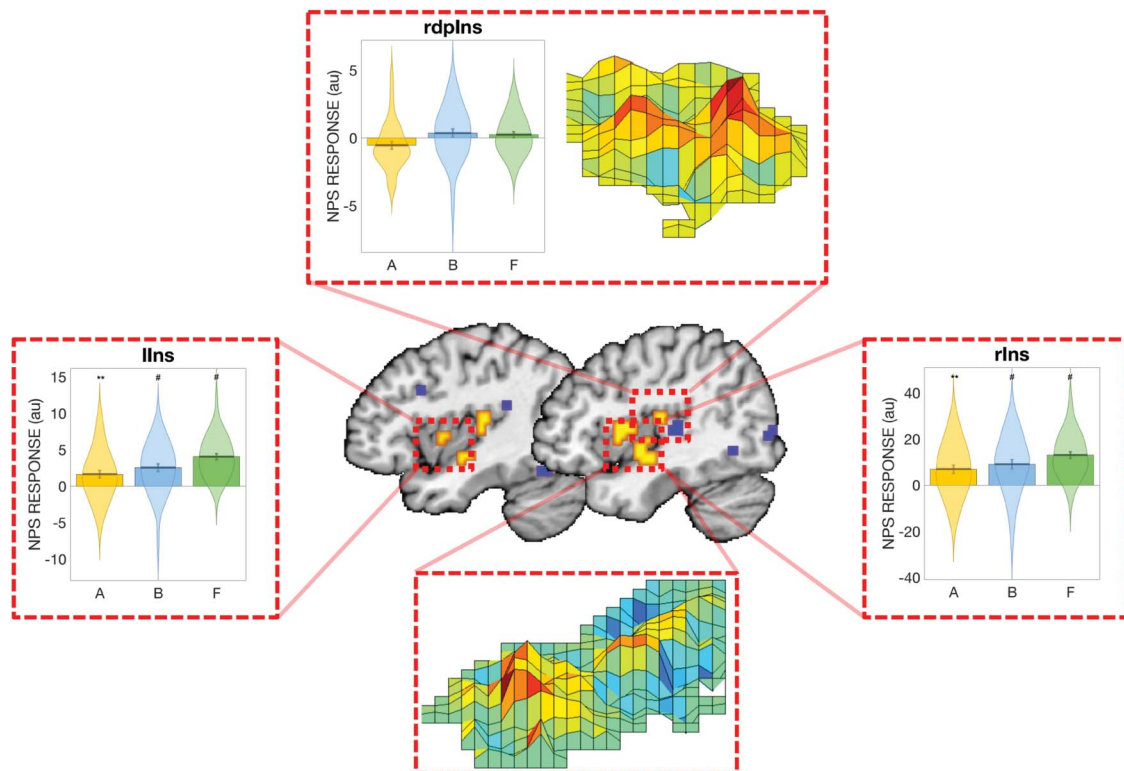 rdpIns
NPS RESPONSE (au)
5
0
-5
A B F
lIns
NPS RESPONSE (au)
15
10
5
0
-5
-10
** # #
A B F
rIns
NPS RESPONSE (au)
40
20
0
-20
-40
** # #
A B F